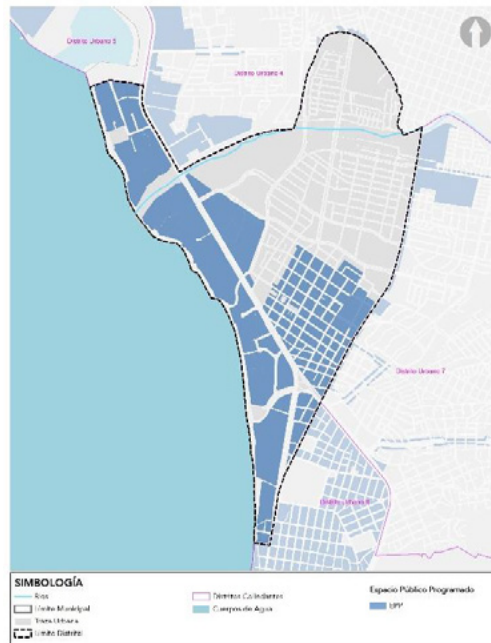 Distrito Urbano 5
Distrito Urbano 4
Distrito Urbano 7
Distrito Urbano 8
SIMBOLOGÍA
Ríos
Límite Municipal
Traza Urbana
Límite Distrito
Distritos Colindantes
Cuerpos de Agua
Espacio Público Programado
EPP